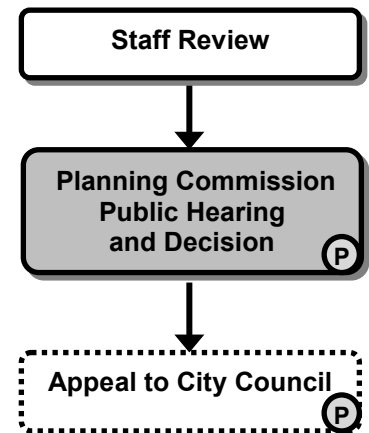 Staff Review
Planning Commission
Public Hearing
and Decision
P
Appeal to City Council
P